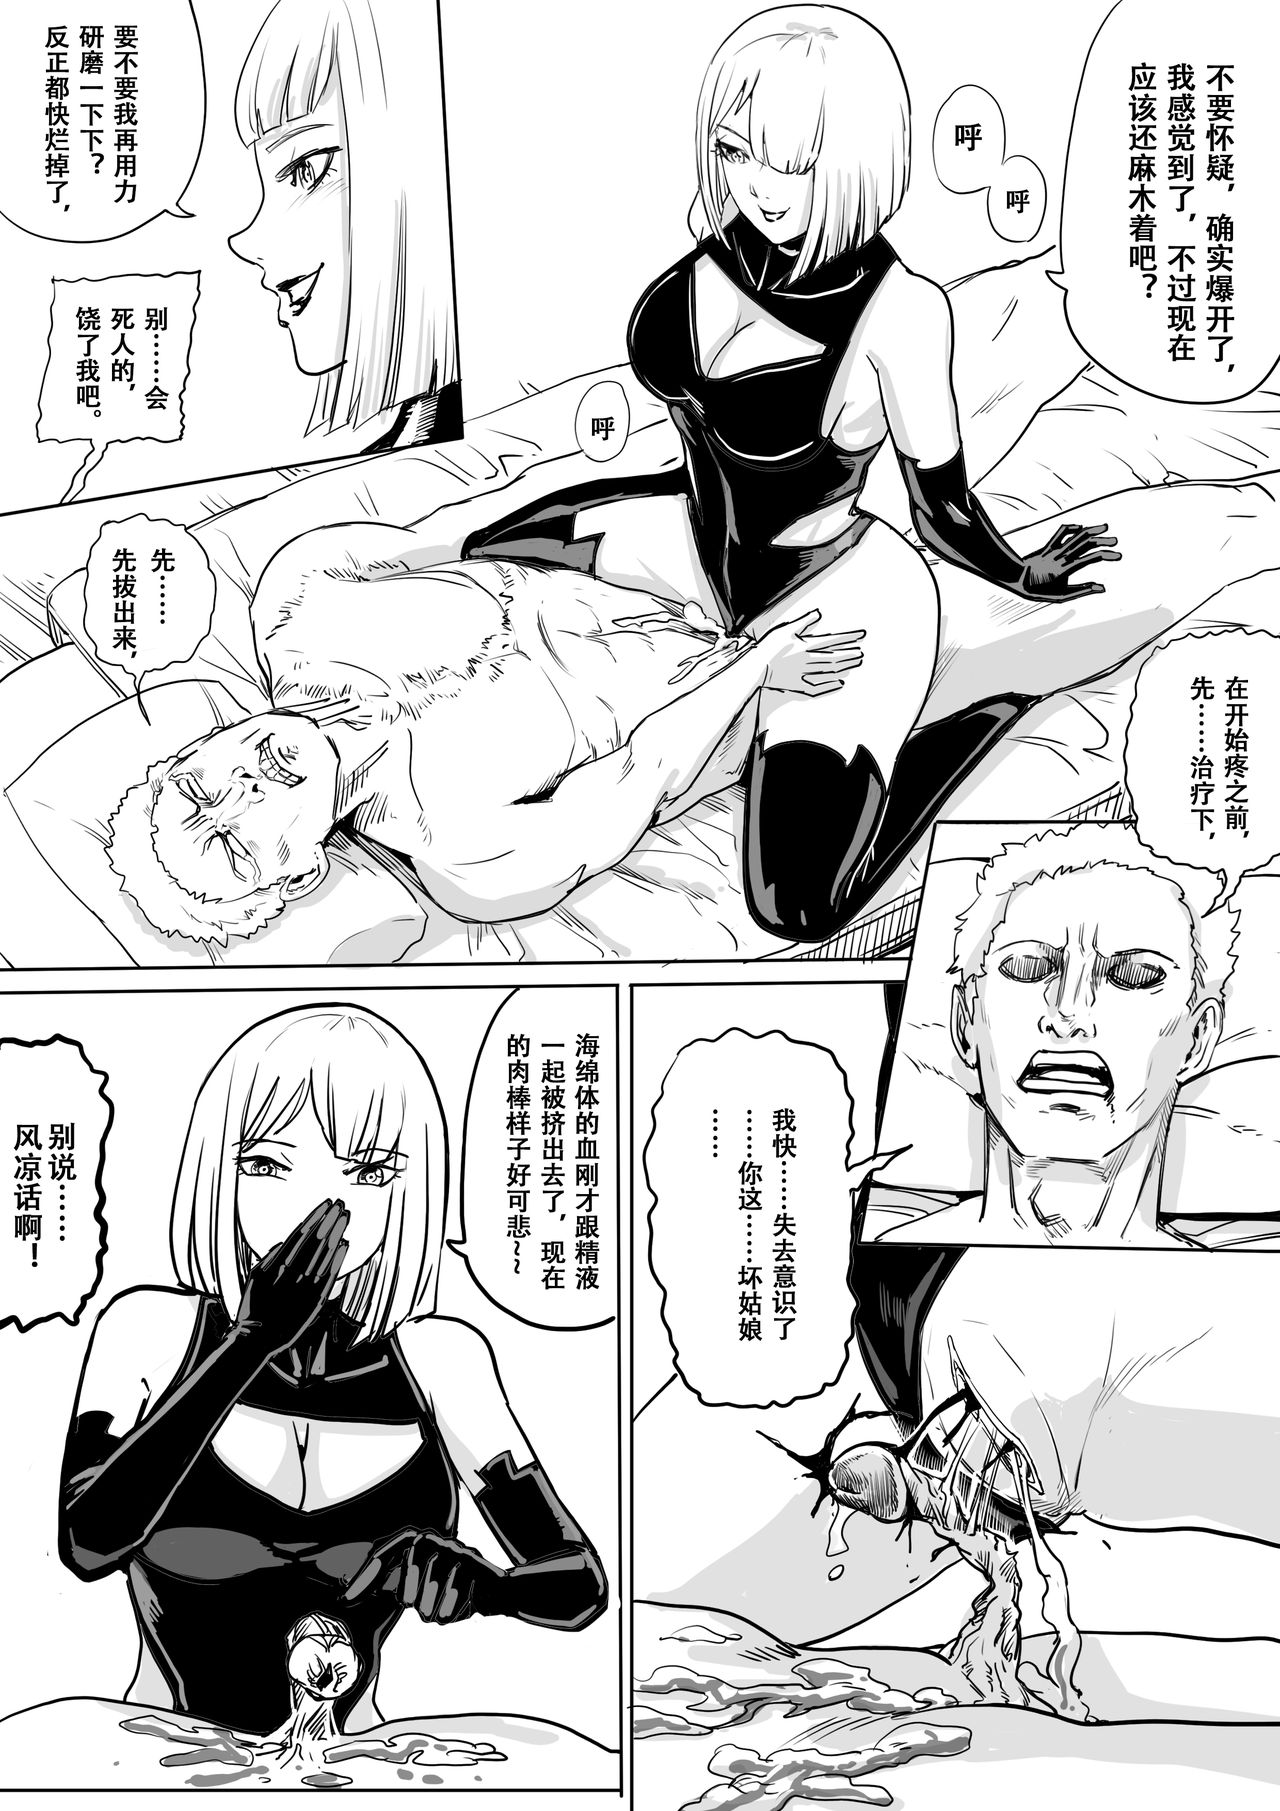 不要怀疑，确实爆开了，
我感觉到了，不过现在
应该还麻木着吧？
呼
呼
呼
要不要我再用力
研磨一下下？
反正都快烂掉了，
别……会
死人的，
饶了我吧。
先……
先拔出来，
在开始疼之前，
先……治疗下，
我快……失去意识了
……你这……坏姑娘
……
海绵体的血刚才跟精液
一起被挤出去了，现在
的肉棒样子好可悲~~
别说……
风凉话啊！